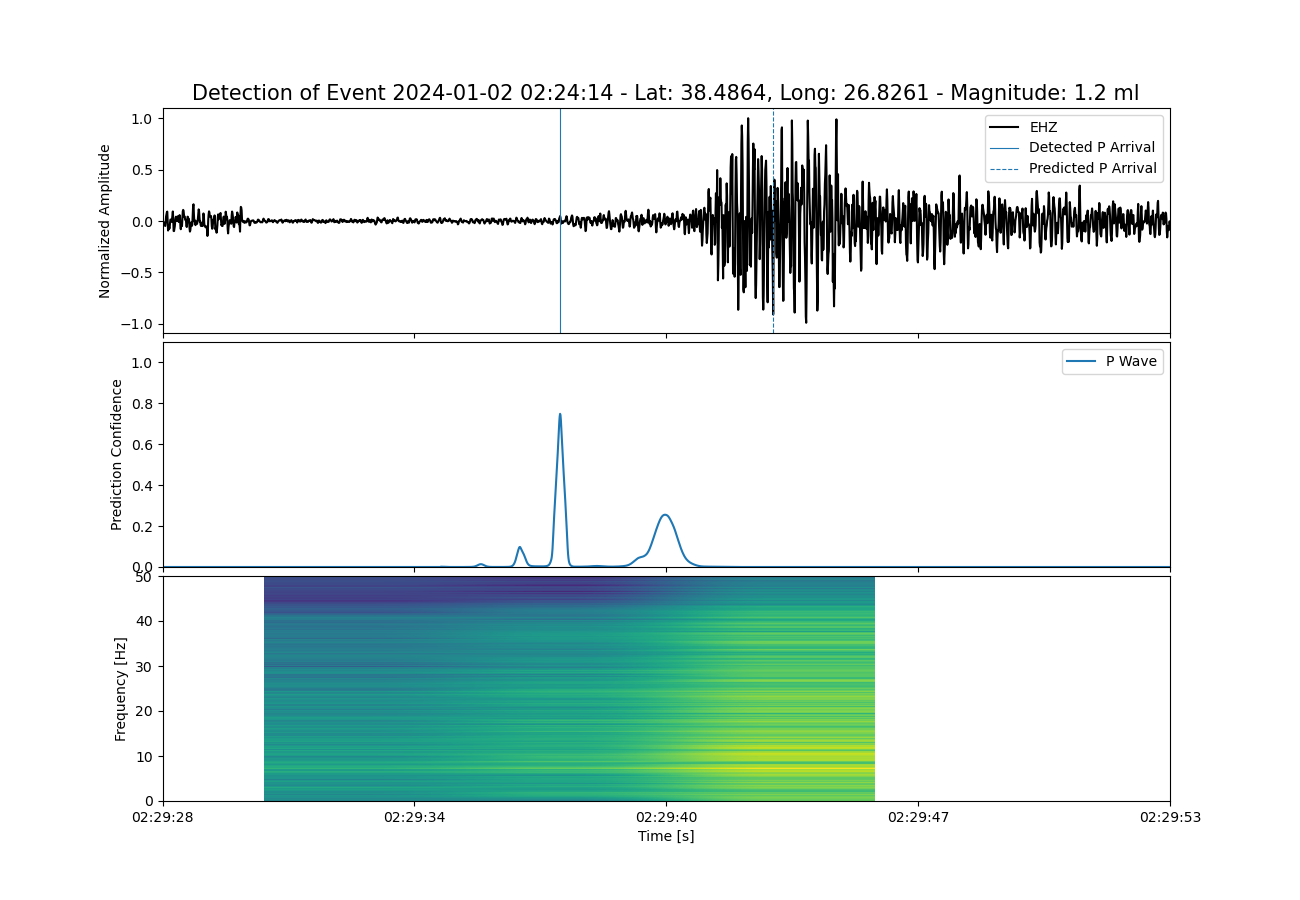 Detection of Event 2024-01-02 02:24:14 - Lat: 38.4864, Long: 26.8261 - Magnitude: 1.2 ml
Normalized Amplitude
1.0
0.5
0.0
−0.5
−1.0
EHZ
Detected P Arrival
Predicted P Arrival
Prediction Confidence
1.0
0.8
0.6
0.4
0.2
0.0
P Wave
Frequency [Hz]
50
40
30
20
10
0
02:29:28 02:29:34 02:29:40 02:29:47 02:29:53
Time [s]